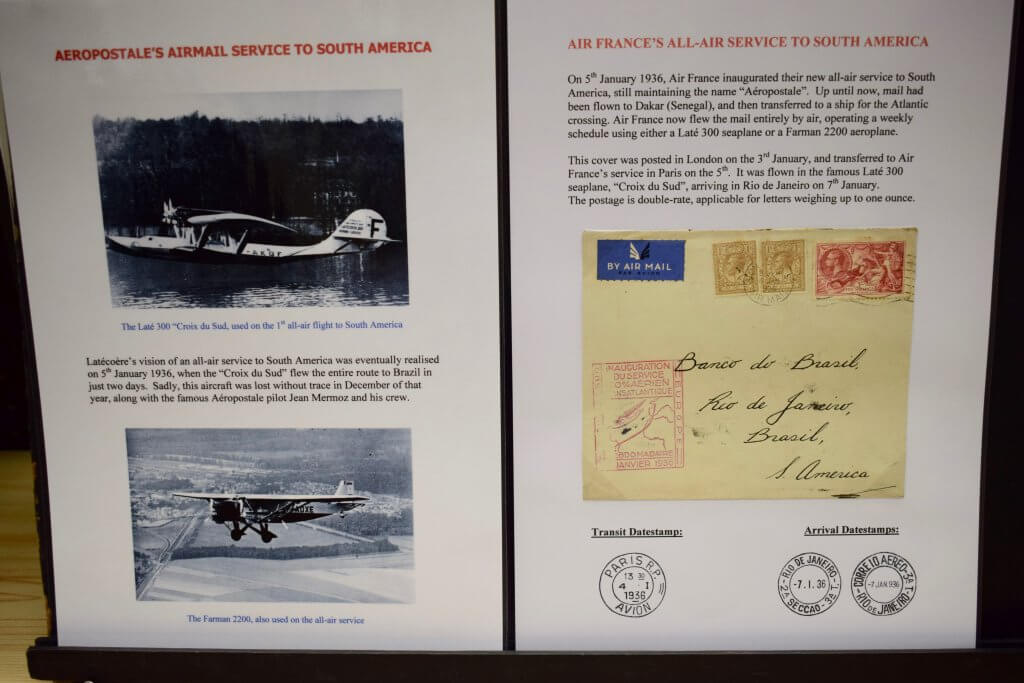 AEROPOSTALE'S AIRMAIL SERVICE TO SOUTH AMERICA
F
The Laté 300 "Croix du Sud, used on the 1st all-air flight to South America
Latécoère's vision of an all-air service to South America was eventually realised
on 5th January 1936, when the "Croix du Sud" flew the entire route to Brazil in
just two days. Sadly, this aircraft was lost without trace in December of that
year, along with the famous Aéropostale pilot Jean Mermoz and his crew.
The Farman 2200, also used on the all-air service
AIR FRANCE'S ALL-AIR SERVICE TO SOUTH AMERICA
On 5th January 1936, Air France inaugurated their new all-air service to South
America, still maintaining the name "Aéropostale". Up until now, mail had
been flown to Dakar (Senegal), and then transferred to a ship for the Atlantic
crossing. Air France now flew the mail entirely by air, operating a weekly
schedule using either a Laté 300 seaplane or a Farman 2200 aeroplane.
This cover was posted in London on the 3rd January, and transferred to Air
France's service in Paris on the 5th. It was flown in the famous Laté 300
seaplane, "Croix du Sud", arriving in Rio de Janeiro on 7th January.
The postage is double-rate, applicable for letters weighing up to one ounce.
BY AIR MAIL
PAR AVION
INAUGURATION
DU SERVICE
AÉRIEN
EUROPE
JANVIER 1936
Banco do Brasil,
Rio de Janeiro,
Brasil,
S. America
Transit Datestamp:
PARIS R.P.
4 - I
1936
AVION
Arrival Datestamps:
RIO DE JANEIRO
-7.1.36
2ª SECCAO
CORREIO AEREO
-7 JAN 936
RIO DE JANEIRO